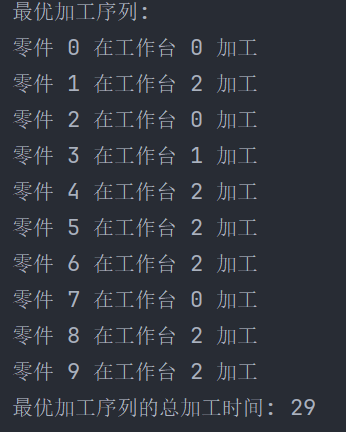 最优加工序列:
零件 0 在工作台 0 加工
零件 1 在工作台 2 加工
零件 2 在工作台 0 加工
零件 3 在工作台 1 加工
零件 4 在工作台 2 加工
零件 5 在工作台 2 加工
零件 6 在工作台 2 加工
零件 7 在工作台 0 加工
零件 8 在工作台 2 加工
零件 9 在工作台 2 加工
最优加工序列的总加工时间: 29